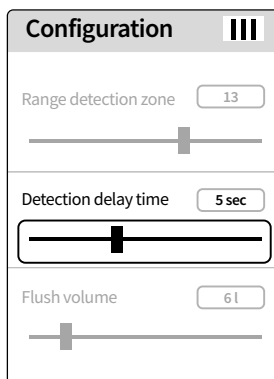 Configuration
Range detection zone 13
Detection delay time 5 sec
Flush volume 6 l